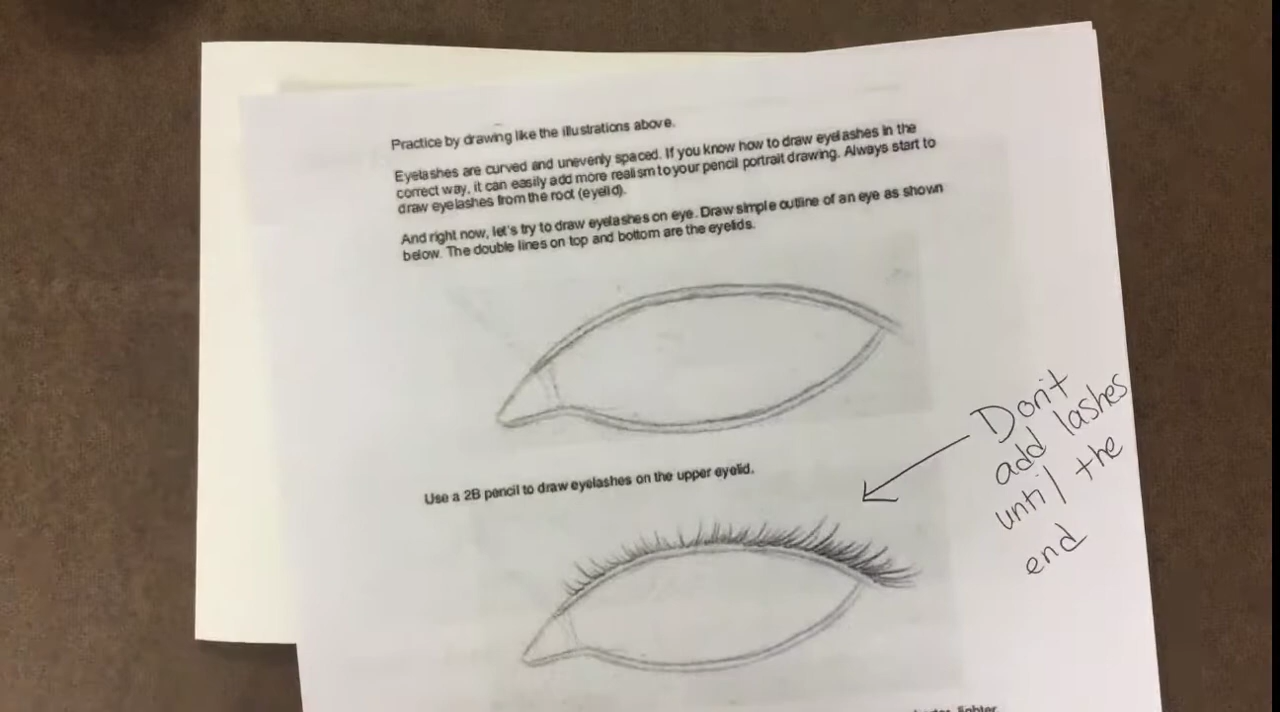 Practice by drawing like the illustrations above.
Eyelashes are curved and unevenly spaced. If you know how to draw eyelashes in the
correct way, it can easily add more realism to your pencil portrait drawing. Always start to
draw eyelashes from the root (eyelid).
And right now, let's try to draw eyelashes on eye. Draw simple outline of an eye as shown
below. The double lines on top and bottom are the eyelids.
Use a 2B pencil to draw eyelashes on the upper eyelid.
Don't
add lashes
until the
end
lighter